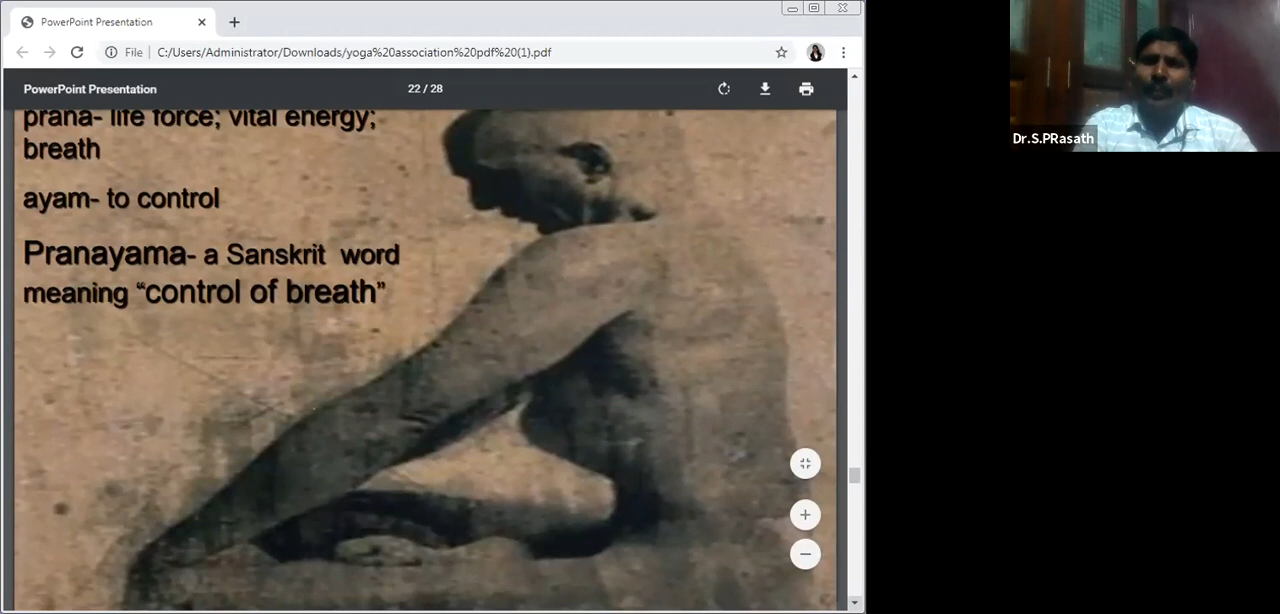 PowerPoint Presentation
File C:/Users/Administrator/Downloads/yoga%20association%20pdf%20(1).pdf
PowerPoint Presentation 22 / 28
prana- life force; vital energy;
breath
ayam- to control
Pranayama- a Sanskrit word
meaning “control of breath”
Dr.S.PRasath